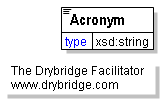 Acronym
type xsd:string
The Drybridge Facilitator
www.drybridge.com